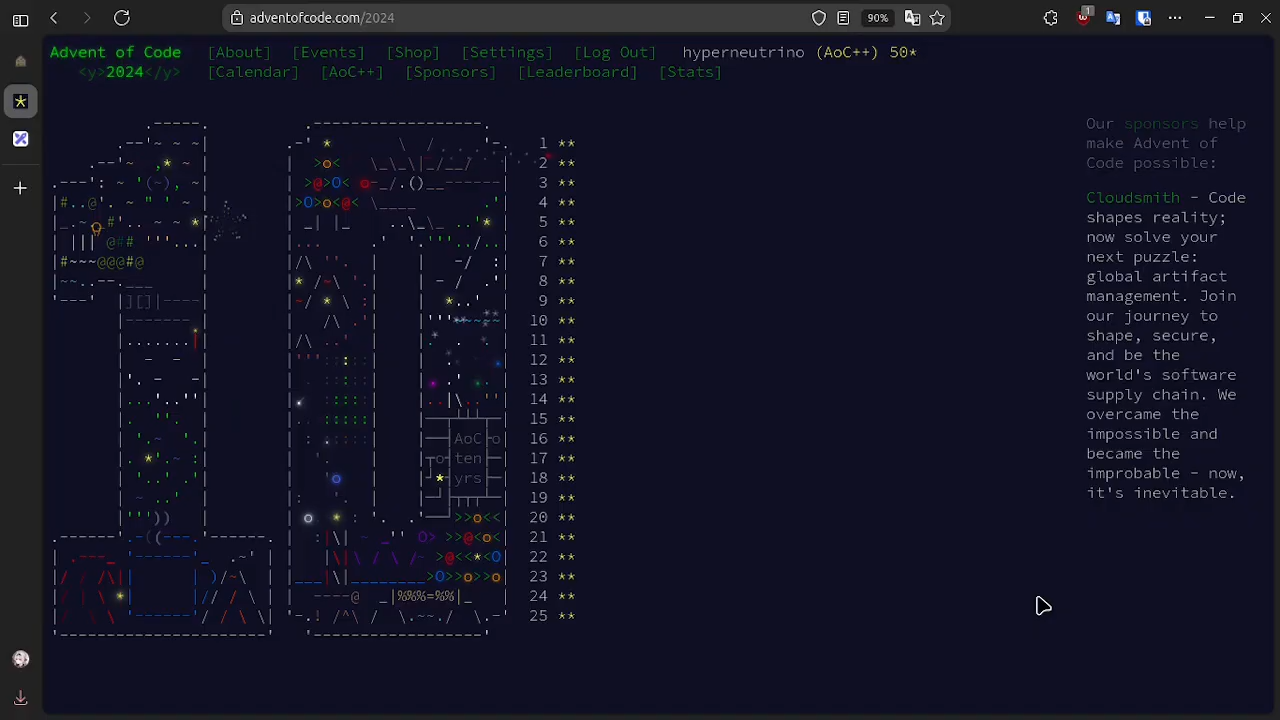 adventofcode.com/2024
90%
1
Advent of Code [About] [Events] [Shop] [Settings] [Log Out] hyperneutrino (AoC++) 50*
<y>2024</y> [Calendar] [AoC++] [Sponsors] [Leaderboard] [Stats]
1 **
2 **
3 **
4 **
5 **
6 **
7 **
8 **
9 **
10 **
11 **
12 **
13 **
14 **
15 **
AoC 16 **
ten 17 **
yrs 18 **
19 **
20 **
21 **
22 **
23 **
24 **
25 **
Our sponsors help
make Advent of
Code possible:
Cloudsmith - Code
shapes reality;
now solve your
next puzzle:
global artifact
management. Join
our journey to
shape, secure,
and be the
world's software
supply chain. We
overcame the
impossible and
became the
improbable - now,
it's inevitable.